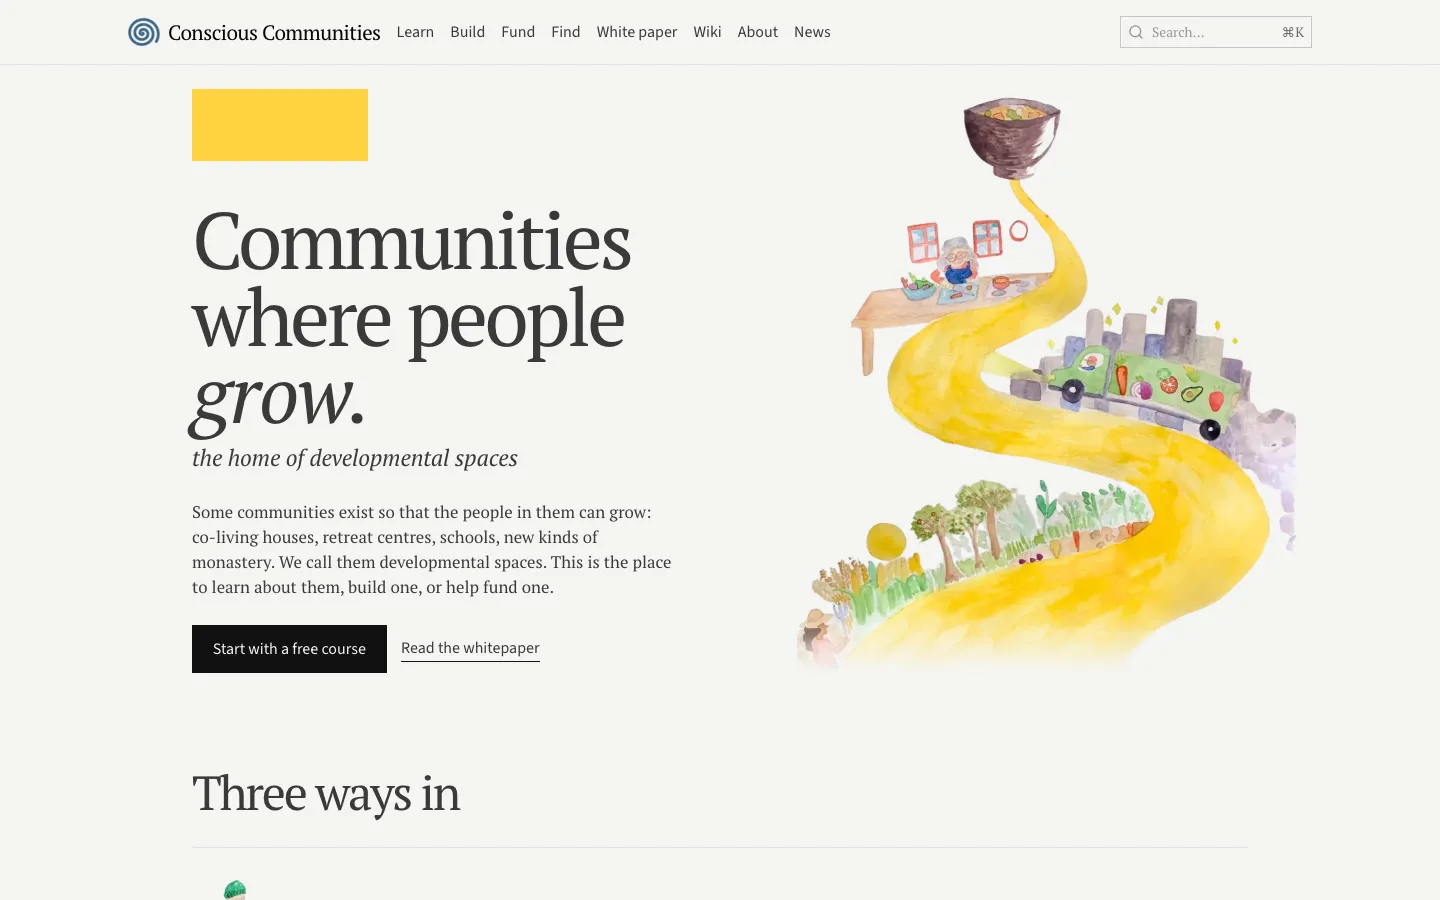 Conscious Communities
Learn
Build
Fund
Find
White paper
Wiki
About
News
Search...
⌘K
Communities
where people
grow.
the home of developmental spaces
Some communities exist so that the people in them can grow:
co-living houses, retreat centres, schools, new kinds of
monastery. We call them developmental spaces. This is the place
to learn about them, build one, or help fund one.
Start with a free course
Read the whitepaper
Three ways in